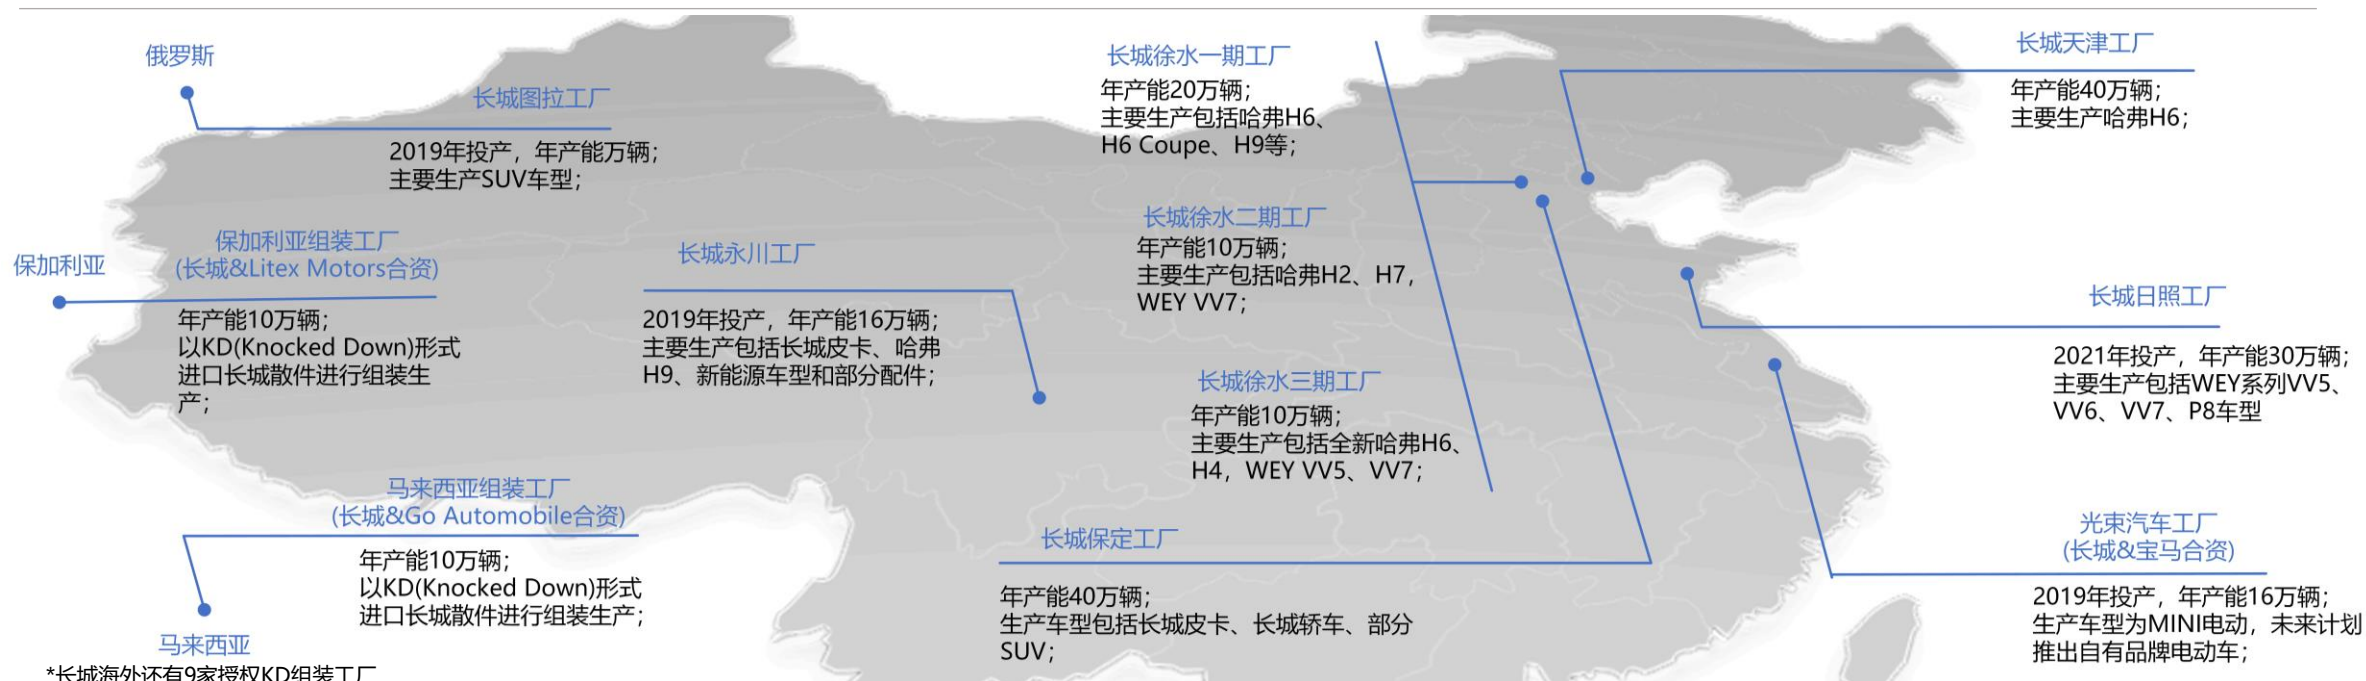 俄罗斯
长城图拉工厂
2019年投产，年产能万辆；
主要生产SUV车型；
保加利亚
保加利亚组装工厂
(长城&Litex Motors合资)
年产能10万辆；
以KD(Knocked Down)形式
进口长城散件进行组装生
产；
马来西亚组装工厂
(长城&Go Automobile合资)
年产能10万辆；
以KD(Knocked Down)形式
进口长城散件进行组装生产；
马来西亚
*长城海外还有9家授权KD组装工厂
长城永川工厂
2019年投产，年产能16万辆；
主要生产包括长城皮卡、哈弗
H9、新能源车型和部分配件；
长城徐水一期工厂
年产能20万辆；
主要生产包括哈弗H6、
H6 Coupe、H9等；
长城徐水二期工厂
年产能10万辆；
主要生产包括哈弗H2、H7，
WEY VV7；
长城徐水三期工厂
年产能10万辆；
主要生产包括全新哈弗H6、
H4，WEY VV5、VV7；
长城保定工厂
年产能40万辆；
生产车型包括长城皮卡、长城轿车、部分
SUV；
长城天津工厂
年产能40万辆；
主要生产哈弗H6；
长城日照工厂
2021年投产，年产能30万辆；
主要生产包括WEY系列VV5、
VV6、VV7、P8车型
光束汽车工厂
(长城&宝马合资)
2019年投产，年产能16万辆；
生产车型为MINI电动，未来计划
推出自有品牌电动车；